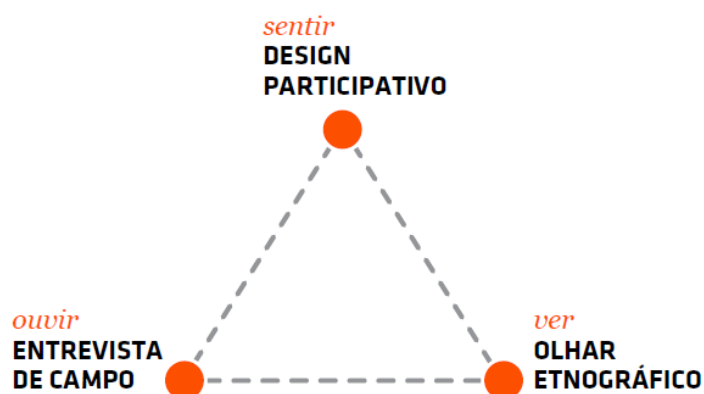 sentir
DESIGN
PARTICIPATIVO
ouvir
ENTREVISTA
DE CAMPO
ver
OLHAR
ETNOGRÁFICO